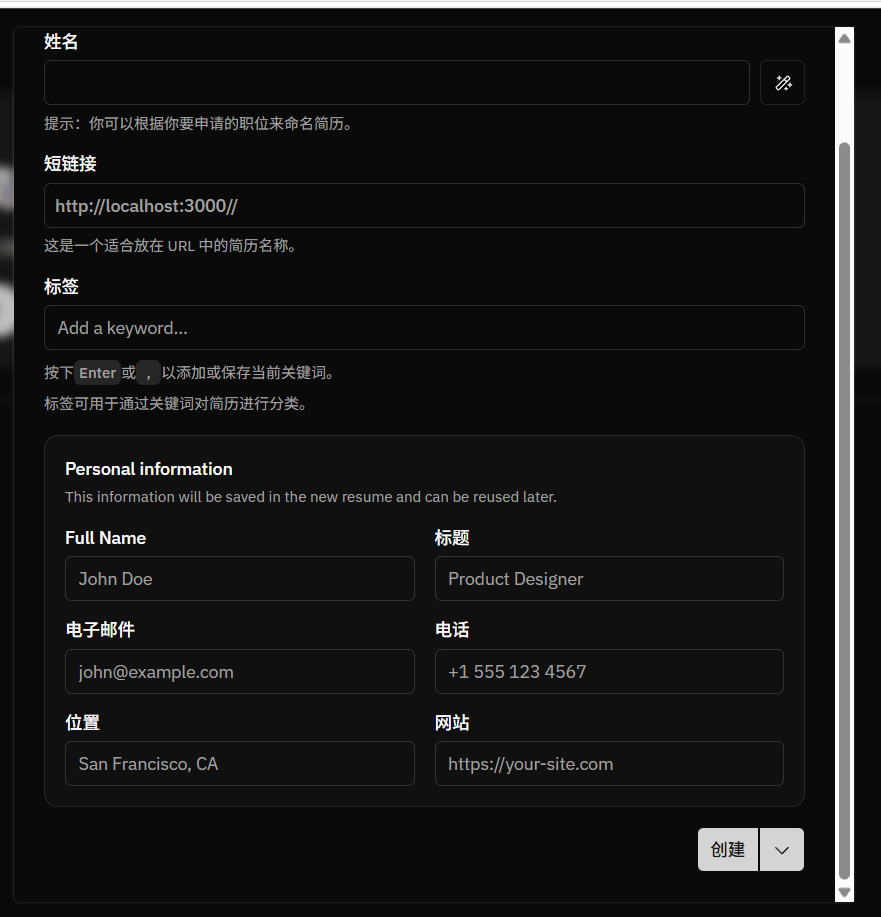 姓名
提示：你可以根据你要申请的职位来命名简历。
短链接
http://localhost:3000//
这是一个适合放在 URL 中的简历名称。
标签
Add a keyword...
按下 Enter 或 , 以添加或保存当前关键词。
标签可用于通过关键词对简历进行分类。
Personal information
This information will be saved in the new resume and can be reused later.
Full Name
标题
John Doe
Product Designer
电子邮件
电话
john@example.com
+1 555 123 4567
位置
网站
San Francisco, CA
https://your-site.com
创建